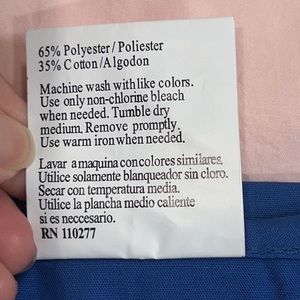 65% Polyester/Poliester
35% Cotton/Algodon
Machine wash with like colors.
Use only non-chlorine bleach
when needed. Tumble dry
medium. Remove promptly.
Use warm iron when needed.
Lavar a maquina con colores similares.
Utilice solamente blanqueador sin cloro.
Secar con temperatura media.
Utilice la plancha medio caliente
si es neccesario.
RN 110277